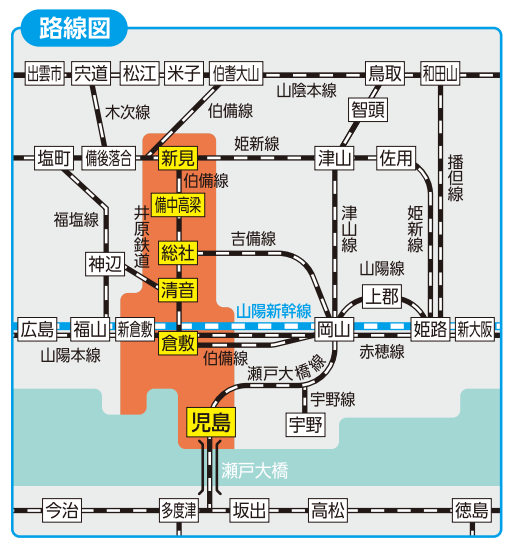 路線図
出雲市 宍道 松江 米子 伯耆大山 鳥取 和田山
山陰本線
木次線 伯備線 智頭
姫新線
塩町 備後落合 新見 津山 佐用
播但線
伯備線
備中高梁
福塩線 井原鉄道 津山線 姫新線
吉備線
総社
神辺 山陽線
清音 上郡
山陽新幹線
広島 福山 新倉敷 岡山 姫路 新大阪
倉敷
山陽本線 伯備線 赤穂線
瀬戸大橋線
宇野線
児島 宇野
瀬戸大橋
今治 多度津 坂出 高松 徳島